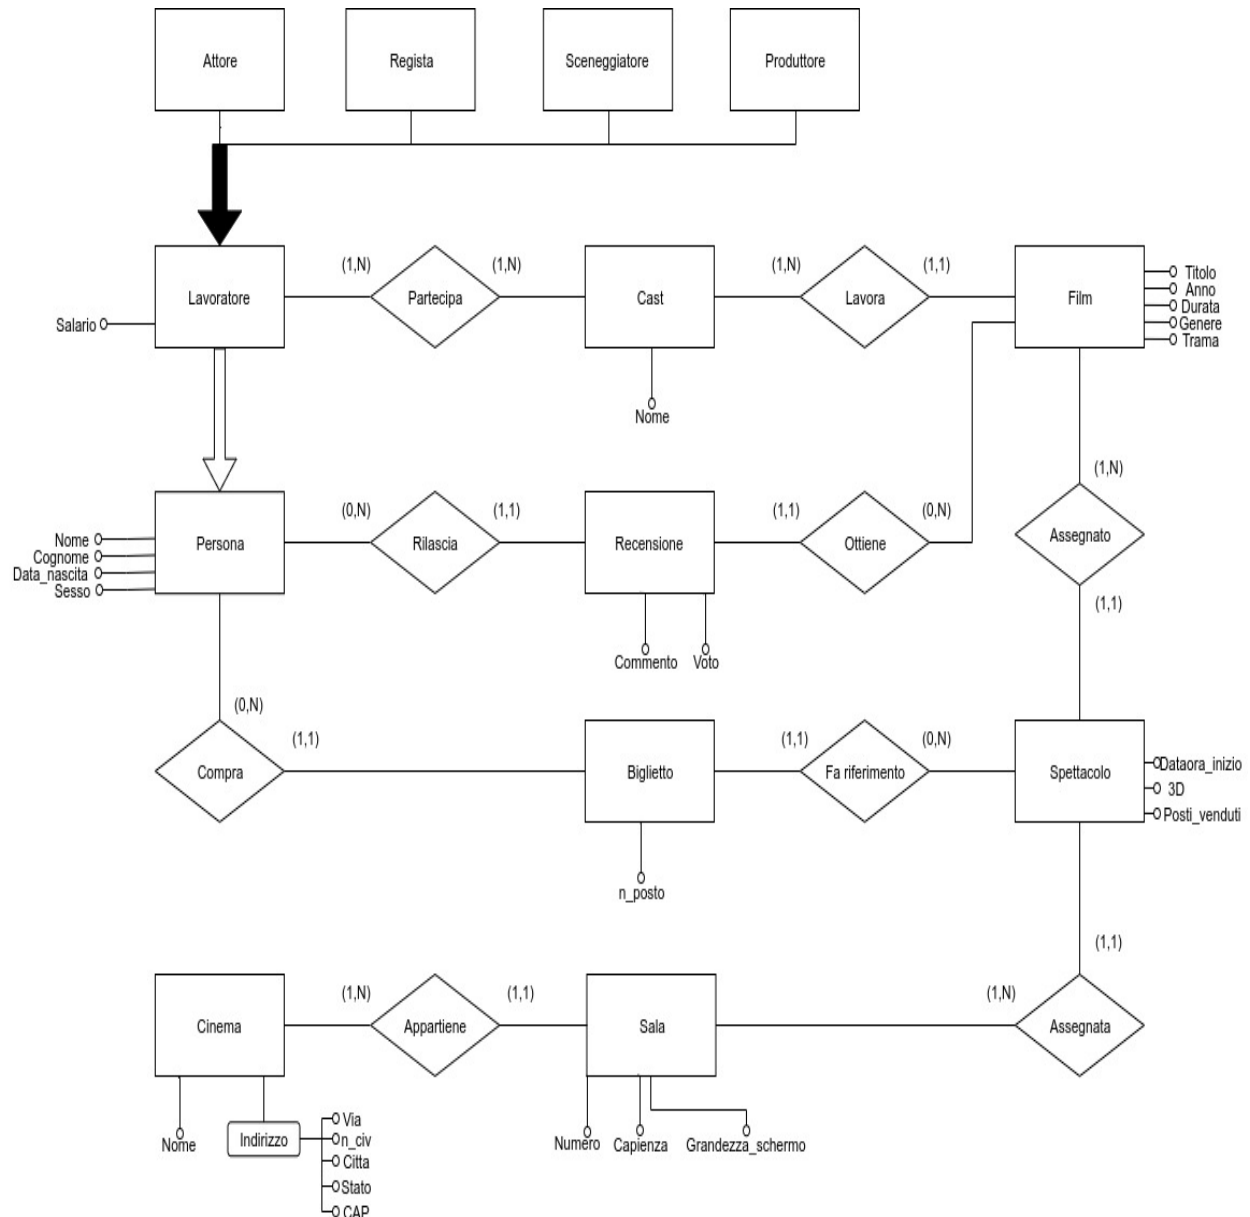 Attore
Regista
Sceneggiatore
Produttore
Lavoratore
(1,N)
Partecipa
(1,N)
Cast
(1,N)
Lavora
(1,1)
Film
Titolo
Anno
Durata
Genere
Trama
Salario
Nome
(1,N)
Assegnato
(1,1)
Nome
Cognome
Data_nascita
Sesso
Persona
(0,N)
Rilascia
(1,1)
Recensione
(1,1)
Ottiene
(0,N)
Commento
Voto
(0,N)
Compra
(1,1)
Biglietto
(1,1)
Fa riferimento
(0,N)
Spettacolo
Dataora_inizio
3D
Posti_venduti
n_posto
(1,1)
Cinema
(1,N)
Appartiene
(1,1)
Sala
(1,N)
Assegnata
Nome
Indirizzo
Via
n_civ
Citta
Stato
CAP
Numero
Capienza
Grandezza_schermo